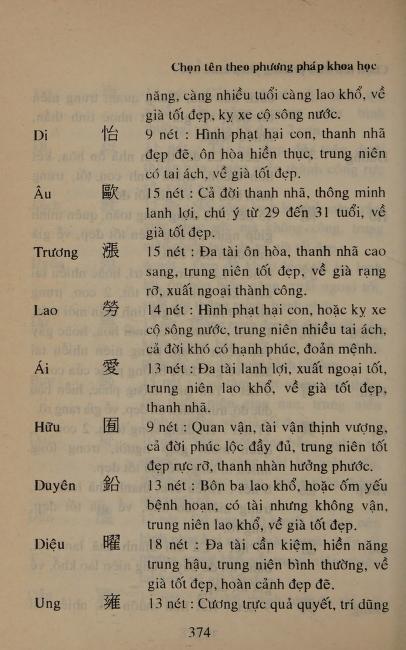 Chọn tên theo phương pháp khoa học
năng, càng nhiều tuổi càng lao khổ, về
già tốt đẹp, kỵ xe cộ sông nước.
Di 怡 9 nét : Hình phạt hại con, thanh nhã
đẹp đẽ, ôn hòa hiền thục, trung niên
có tai ách, về già tốt đẹp.
Âu 歐 15 nét : Cả đời thanh nhã, thông minh
lanh lợi, chú ý từ 29 đến 31 tuổi, về
già tốt đẹp.
Trương 漲 15 nét : Đa tài ôn hòa, thanh nhã cao
sang, trung niên tốt đẹp, về già rạng
rỡ, xuất ngoại thành công.
Lao 勞 14 nét : Hình phạt hại con, hoặc kỵ xe
cộ sông nước, trung niên nhiều tai ách,
cả đời khó có hạnh phúc, đoản mệnh.
Ái 愛 13 nét : Đa tài lanh lợi, xuất ngoại tốt,
trung niên lao khổ, về già tốt đẹp,
thanh nhã.
Hữu 囿 9 nét : Quan vận, tài vận thịnh vượng,
cả đời phúc lộc đầy đủ, trung niên tốt
đẹp rực rỡ, thanh nhàn hưởng phước.
Duyên 鉛 13 nét : Bôn ba lao khổ, hoặc ốm yếu
bệnh hoạn, có tài nhưng không vận,
trung niên lao khổ, về già tốt đẹp.
Diệu 曜 18 nét : Đa tài cần kiệm, hiền năng
trung hậu, trung niên bình thường, về
già tốt đẹp, hoàn cảnh đẹp đẽ.
Ung 雍 13 nét : Cương trực quả quyết, trí dũng
374